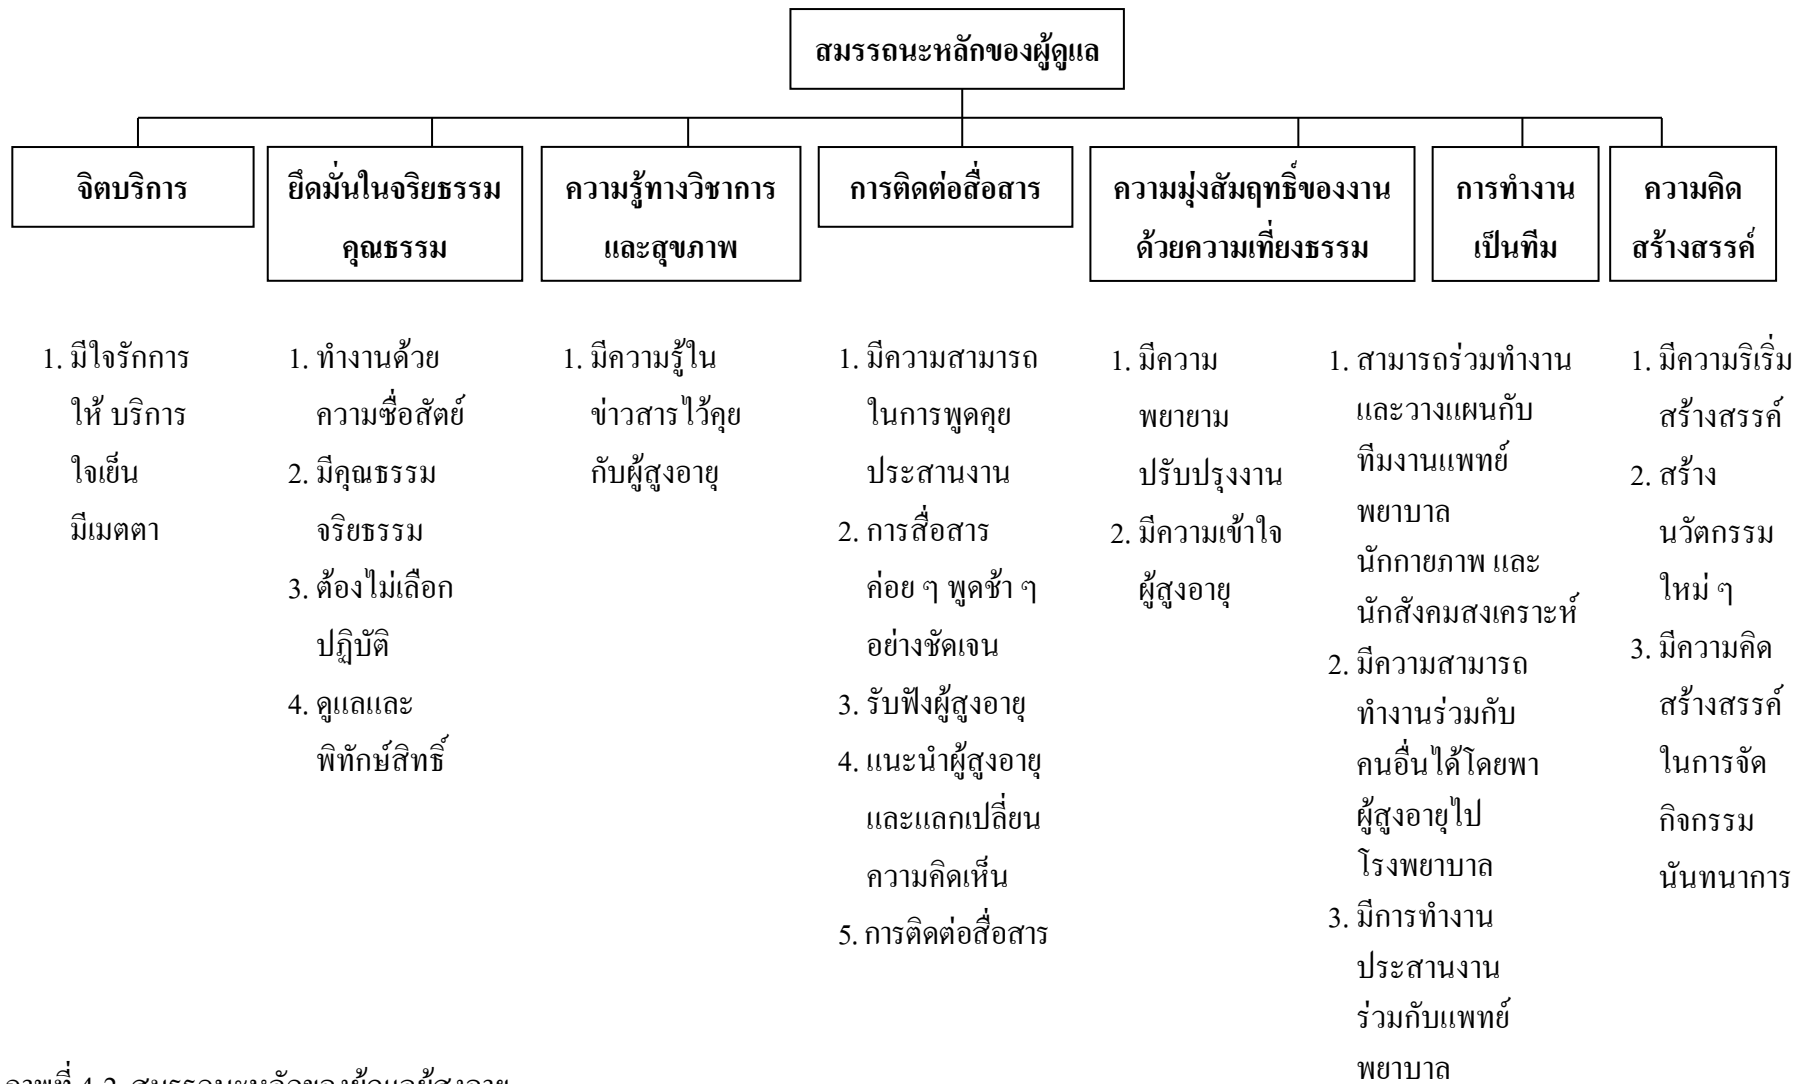 สมรรถนะหลักของผู้ดูแล
จิตบริการ
ยึดมั่นในจริยธรรม
คุณธรรม
ความรู้ทางวิชาการ
และสุขภาพ
การติดต่อสื่อสาร
ความมุ่งสัมฤทธิ์ของงาน
ด้วยความเที่ยงธรรม
การทำงาน
เป็นทีม
ความคิด
สร้างสรรค์
1. มีใจรักการ
ให้ บริการ
ใจเย็น
มีเมตตา
1. ทำงานด้วย
ความซื่อสัตย์
2. มีคุณธรรม
จริยธรรม
3. ต้องไม่เลือก
ปฏิบัติ
4. ดูแลและ
พิทักษ์สิทธิ์
1. มีความรู้ใน
ข่าวสารไว้คุย
กับผู้สูงอายุ
1. มีความสามารถ
ในการพูดคุย
ประสานงาน
2. การสื่อสาร
ค่อย ๆ พูดช้า ๆ
อย่างชัดเจน
3. รับฟังผู้สูงอายุ
4. แนะนำผู้สูงอายุ
และแลกเปลี่ยน
ความคิดเห็น
5. การติดต่อสื่อสาร
1. มีความ
พยายาม
ปรับปรุงงาน
2. มีความเข้าใจ
ผู้สูงอายุ
1. สามารถร่วมทำงาน
และวางแผนกับ
ทีมงานแพทย์
พยาบาล
นักกายภาพ และ
นักสังคมสงเคราะห์
2. มีความสามารถ
ทำงานร่วมกับ
คนอื่นได้โดยพา
ผู้สูงอายุไป
โรงพยาบาล
3. มีการทำงาน
ประสานงาน
ร่วมกับแพทย์
พยาบาล
1. มีความริเริ่ม
สร้างสรรค์
2. สร้าง
นวัตกรรม
ใหม่ ๆ
3. มีความคิด
สร้างสรรค์
ในการจัด
กิจกรรม
นันทนาการ
4.2 สมรรถนะหลักของผู้ดูแลผู้สูงอายุ